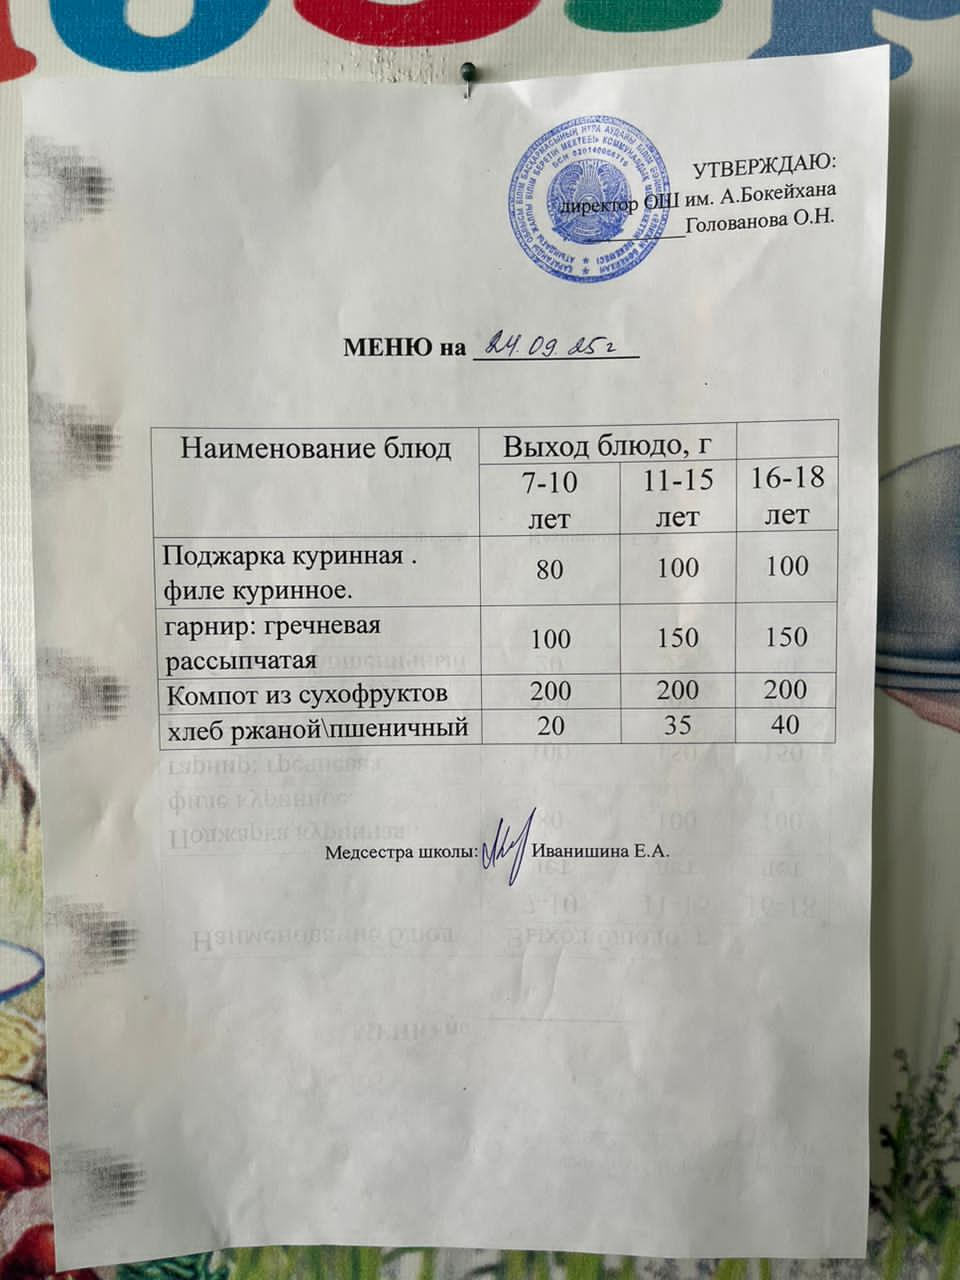 УТВЕРЖДАЮ:
директор ОШ им. А.Бокейхана
Голованова О.Н.
МЕНЮ на 24.09.25г
Наименование блюд
Выход блюдо, г
7-10 лет
11-15 лет
16-18 лет
Поджарка куринная .
филе куринное.
80 100 100
гарнир: гречневая
рассыпчатая
100 150 150
Компот из сухофруктов 200 200 200
хлеб ржаной\пшеничный 20 35 40
Медсестра школы: Иванишина Е.А.